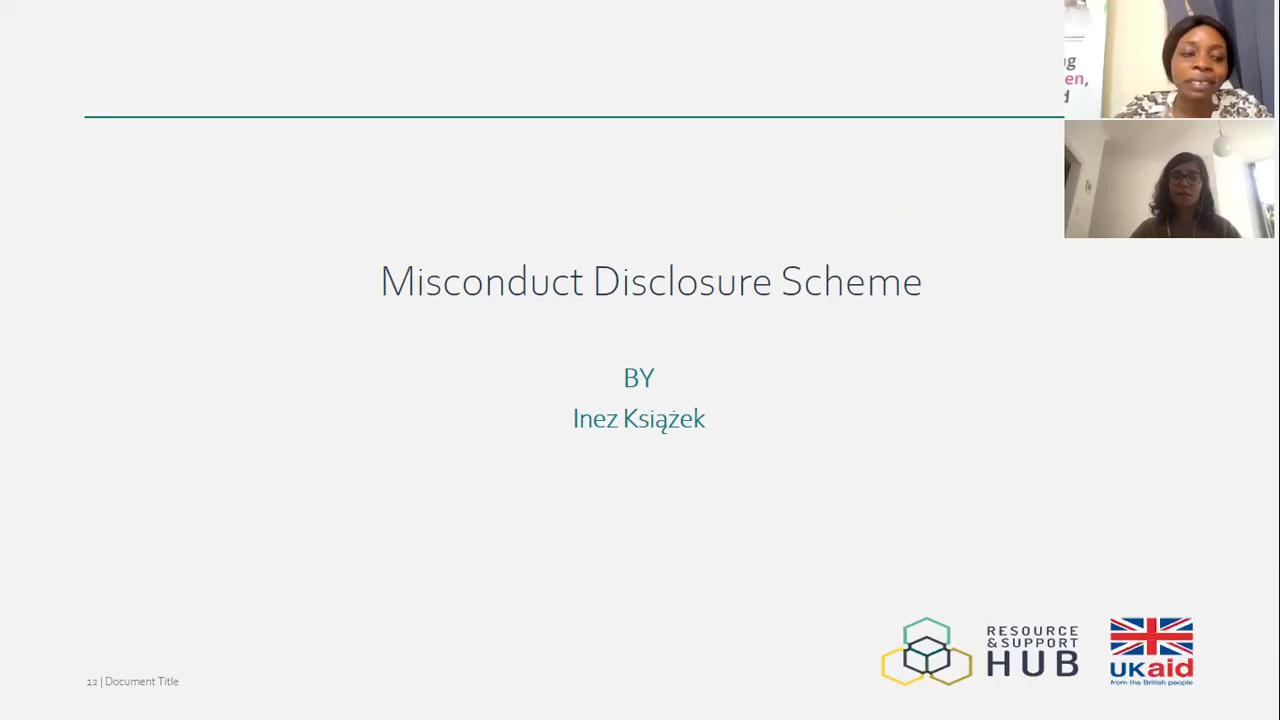 Misconduct Disclosure Scheme
BY
Inez Książek
RESOURCE
& SUPPORT
HUB
UKaid
from the British people
12 | Document Title